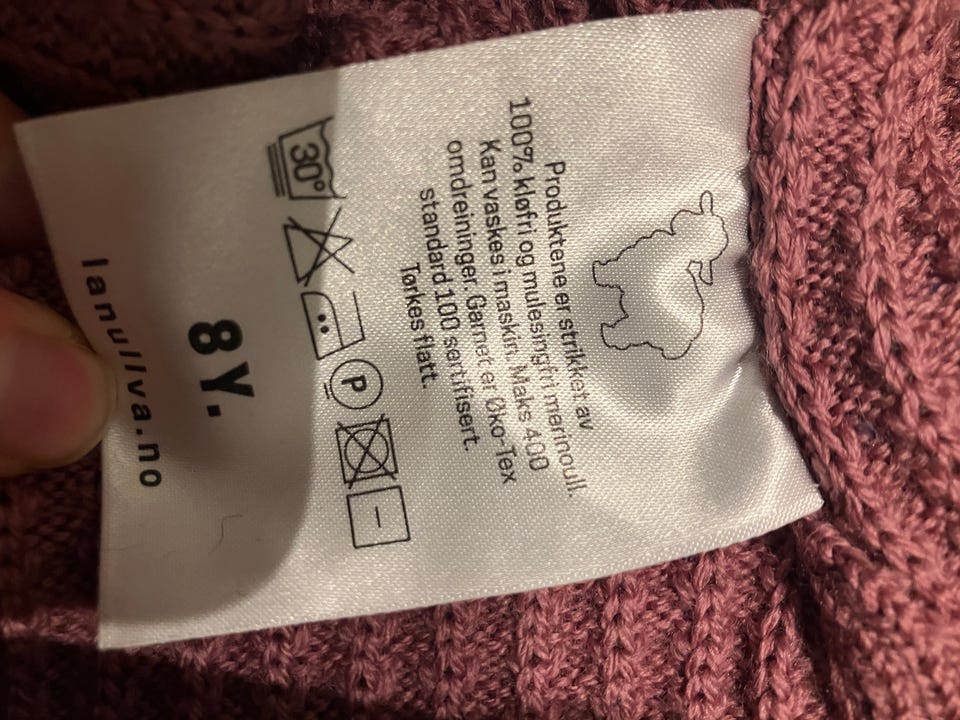 Produktene er strikket av
100% kløfri og mulesingfri merinoull.
Kan vaskes i maskin. Maks 400
omdreininger. Garnet er Øko-Tex
standard 100 sertifisert.
Tørkes flatt.
30°
P
8Y.
lanullva.no